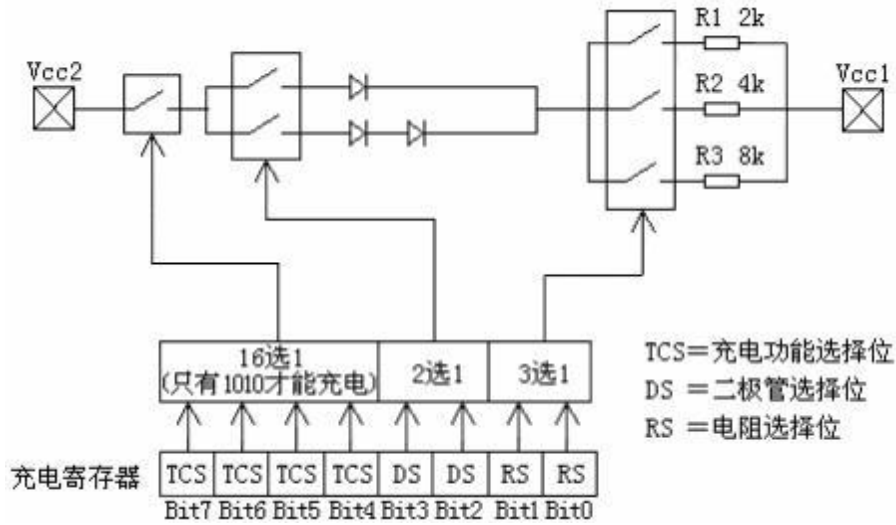 R1 2k
Vcc2
Vcc1
R2 4k
R3 8k
16选1
(只有1010才能充电)
2选1
3选1
TCS=充电功能选择位
DS =二极管选择位
RS =电阻选择位
充电寄存器 TCS TCS TCS TCS DS DS RS RS
Bit7 Bit6 Bit5 Bit4 Bit3 Bit2 Bit1 Bit0